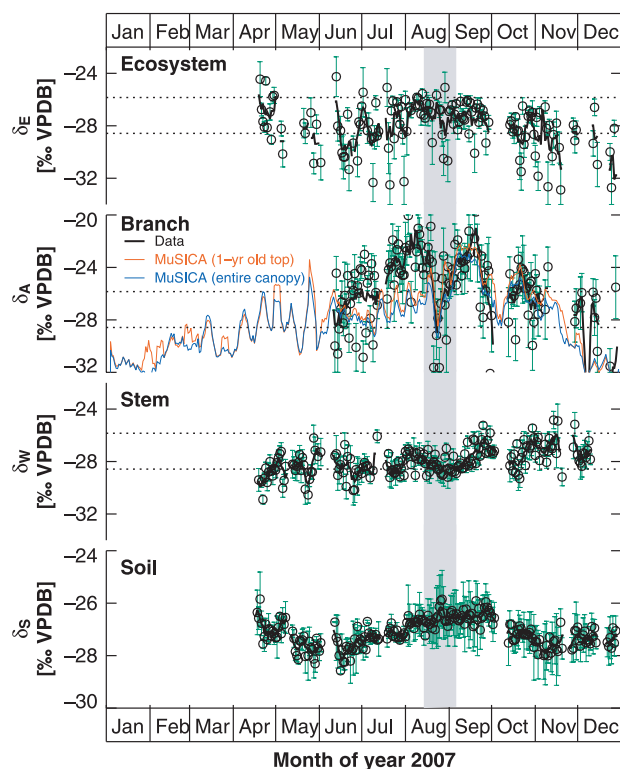 Jan Feb Mar Apr May Jun Jul Aug Sep Oct Nov Dec
Ecosystem
−24
−28
−32
δE
[‰ VPDB]
Branch
Data
MuSICA (1−yr old top)
MuSICA (entire canopy)
−20
−24
−28
−32
δA
[‰ VPDB]
Stem
−24
−28
−33
δW
[‰ VPDB]
Soil
−24
−26
−28
−30
δS
[‰ VPDB]
Jan Feb Mar Apr May Jun Jul Aug Sep Oct Nov Dec
Month of year 2007